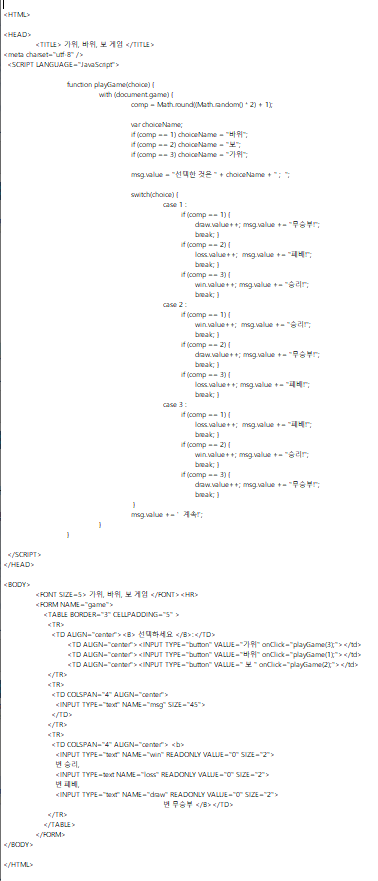 <HTML>
<HEAD>
<TITLE> 가위, 바위, 보 게임 </TITLE>
<meta charset="utf-8" />
<SCRIPT LANGUAGE="JavaScript">
function playGame(choice) {
with (document.game) {
comp = Math.round((Math.random() * 2) + 1);
var choiceName;
if (comp == 1) choiceName = "바위";
if (comp == 2) choiceName = "보";
if (comp == 3) choiceName = "가위";
msg.value = "선택한 것은 " + choiceName + " ; ";
switch(choice) {
case 1 :
if (comp == 1) {
draw.value++; msg.value += "무승부!";
break; }
if (comp == 2) {
loss.value++; msg.value += "패배!";
break; }
if (comp == 3) {
win.value++; msg.value += "승리!";
break; }
case 2 :
if (comp == 1) {
win.value++; msg.value += "승리!";
break; }
if (comp == 2) {
draw.value++; msg.value += "무승부!";
break; }
if (comp == 3) {
loss.value++; msg.value += "패배!";
break; }
case 3 :
if (comp == 1) {
loss.value++; msg.value += "패배!";
break; }
if (comp == 2) {
win.value++; msg.value += "승리!";
break; }
if (comp == 3) {
draw.value++; msg.value += "무승부!";
break; }
}
msg.value += ' 계속!';
}
}
</SCRIPT>
</HEAD>
<BODY>
<FONT SIZE=5> 가위, 바위, 보 게임 </FONT><HR>
<FORM NAME="game">
<TABLE BORDER="3" CELLPADDING="5" >
<TR>
<TD ALIGN="center"><B> 선택하세요 </B>:</TD>
<TD ALIGN="center"><INPUT TYPE="button" VALUE="가위" onClick="playGame(3);"></td>
<TD ALIGN="center"><INPUT TYPE="button" VALUE="바위" onClick="playGame(1);"></td>
<TD ALIGN="center"><INPUT TYPE="button" VALUE=" 보 " onClick="playGame(2);"></td>
</TR>
<TR>
<TD COLSPAN="4" ALIGN="center">
<INPUT TYPE="text" NAME="msg" SIZE="45">
</TD>
</TR>
<TR>
<TD COLSPAN="4" ALIGN="center"> <b>
<INPUT TYPE="text" NAME="win" READONLY VALUE="0" SIZE="2">
번 승리,
<INPUT TYPE=text NAME="loss" READONLY VALUE="0" SIZE="2">
번 패배,
<INPUT TYPE="text" NAME="draw" READONLY VALUE="0" SIZE="2">
번 무승부 </B></TD>
</TR>
</TABLE>
</FORM>
</BODY>
</HTML>